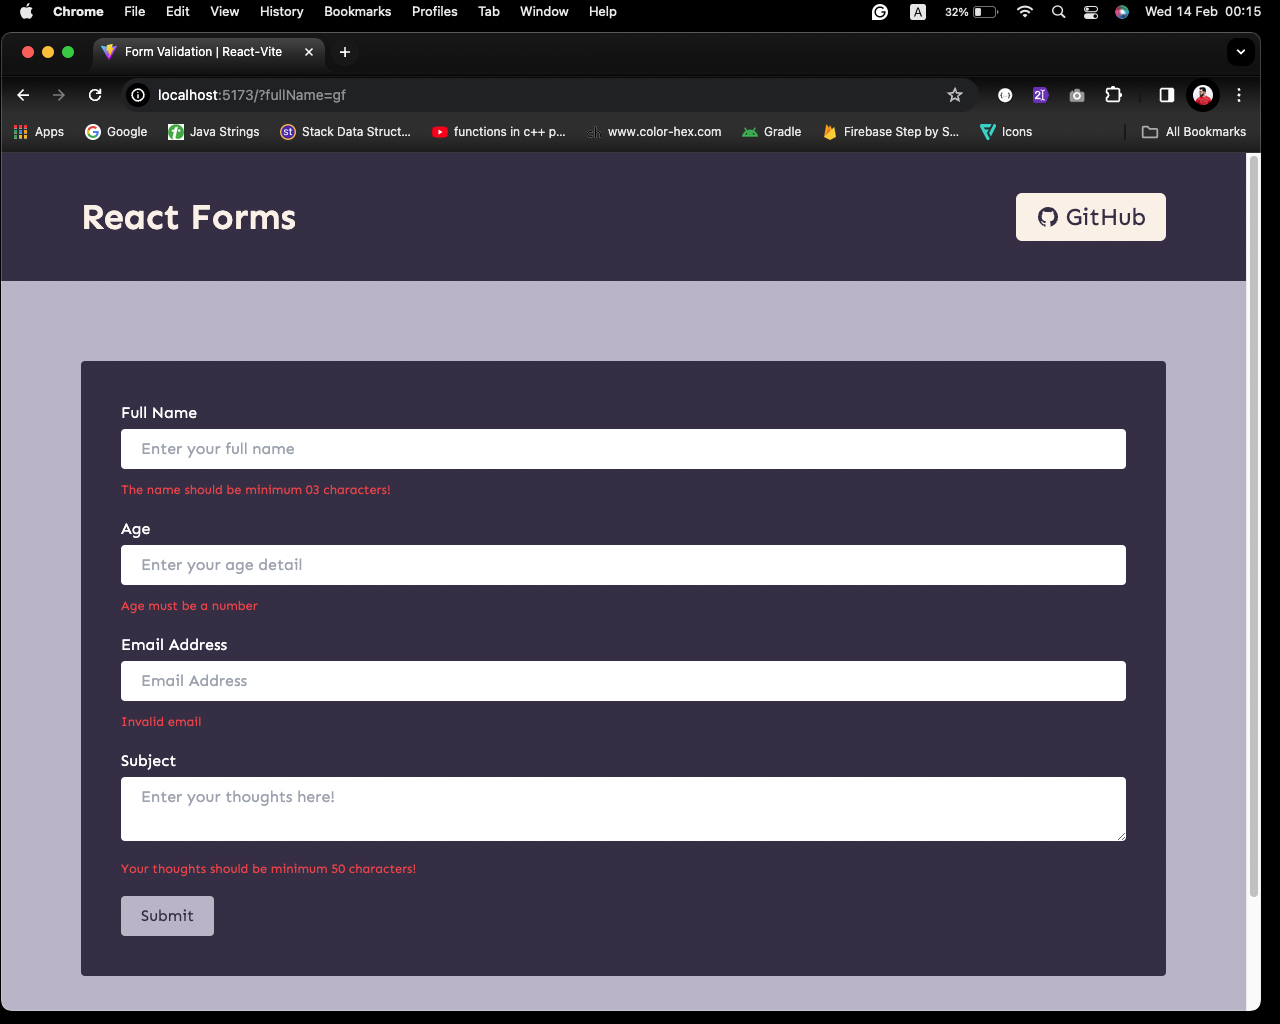 Chrome File Edit View History Bookmarks Profiles Tab Window Help A 32% Wed 14 Feb 00:15
Form Validation | React-Vite
localhost:5173/?fullName=gf
Apps Google Java Strings Stack Data Struct... functions in c++ p... ch www.color-hex.com Gradle Firebase Step by S... Icons All Bookmarks
React Forms
GitHub
Full Name
Enter your full name
The name should be minimum 03 characters!
Age
Enter your age detail
Age must be a number
Email Address
Email Address
Invalid email
Subject
Enter your thoughts here!
Your thoughts should be minimum 50 characters!
Submit